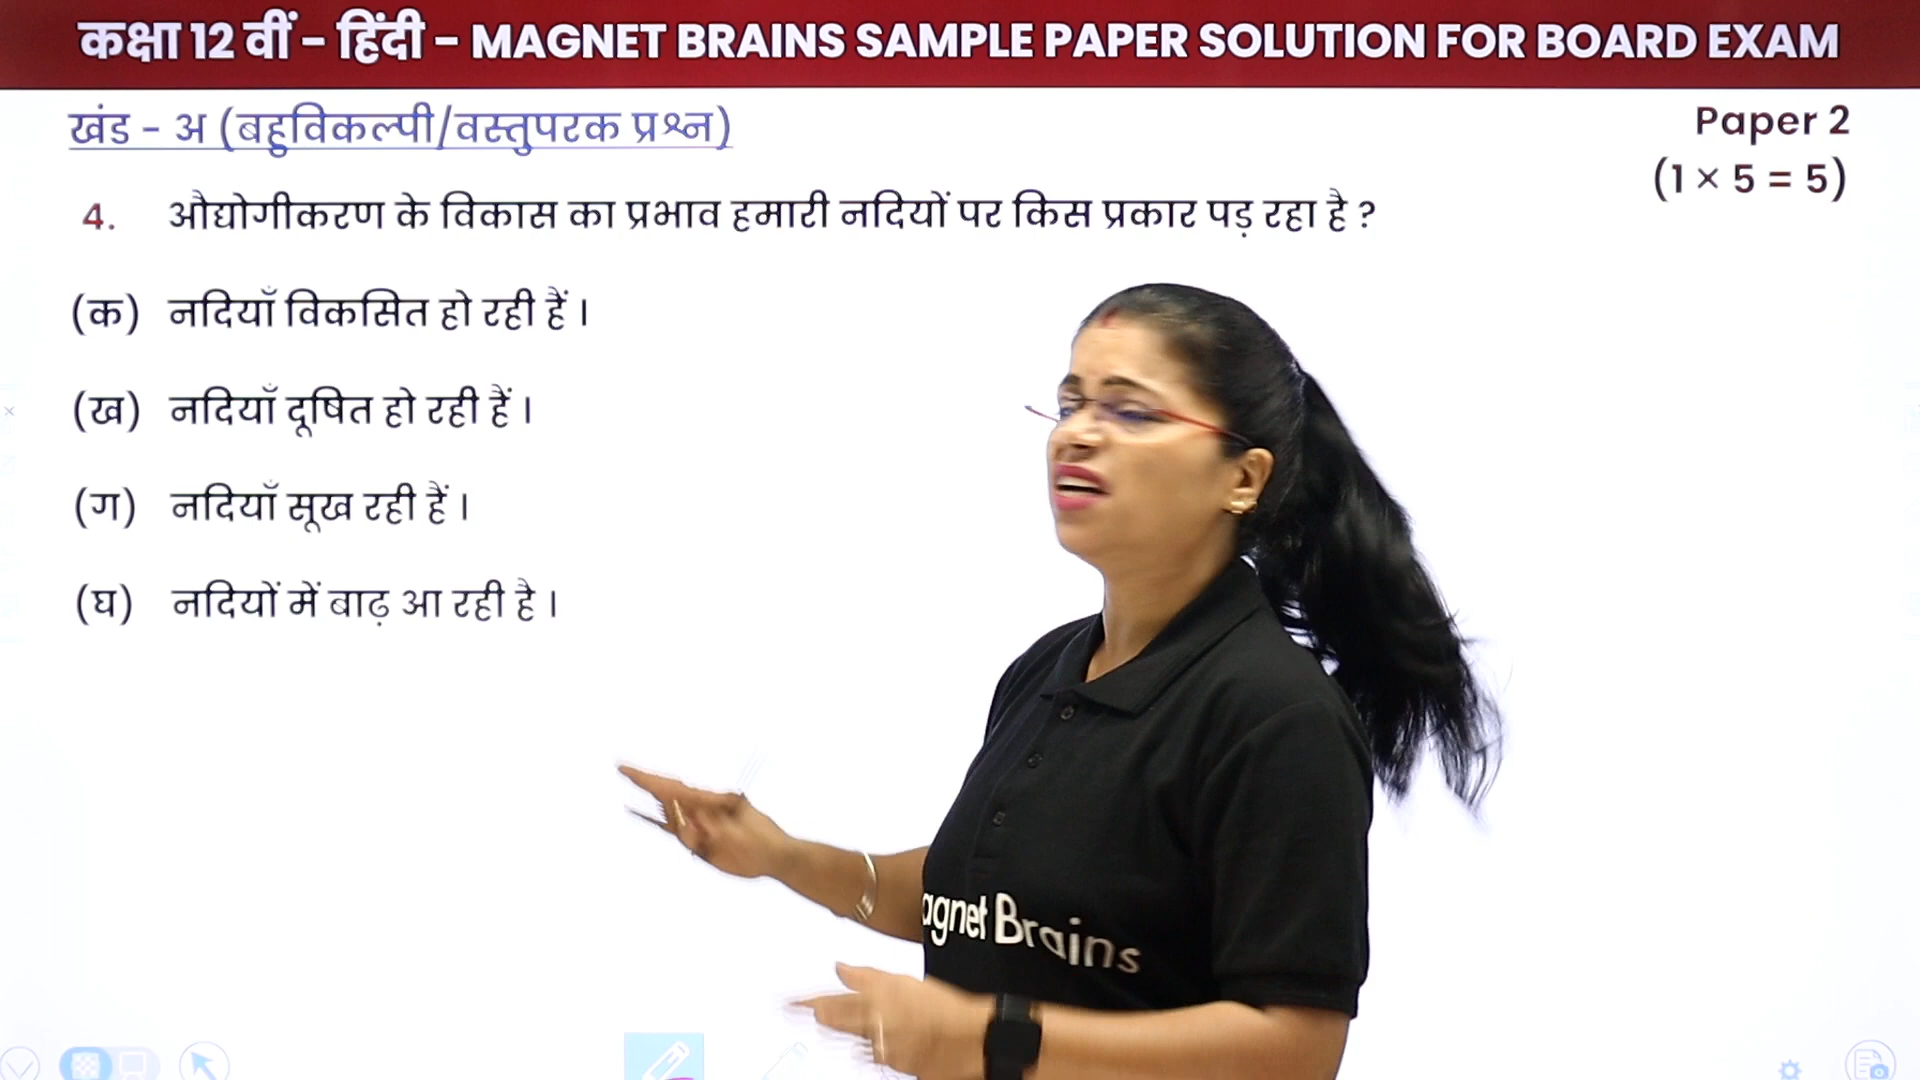 कक्षा 12 वीं – हिंदी – MAGNET BRAINS SAMPLE PAPER SOLUTION FOR BOARD EXAM
खंड - अ (बहुविकल्पी/वस्तुपरक प्रश्न)
Paper 2
(1 × 5 = 5)
4. औद्योगीकरण के विकास का प्रभाव हमारी नदियों पर किस प्रकार पड़ रहा है ?
(क) नदियाँ विकसित हो रही हैं ।
(ख) नदियाँ दूषित हो रही हैं ।
(ग) नदियाँ सूख रही हैं ।
(घ) नदियों में बाढ़ आ रही है ।
agnet Brains